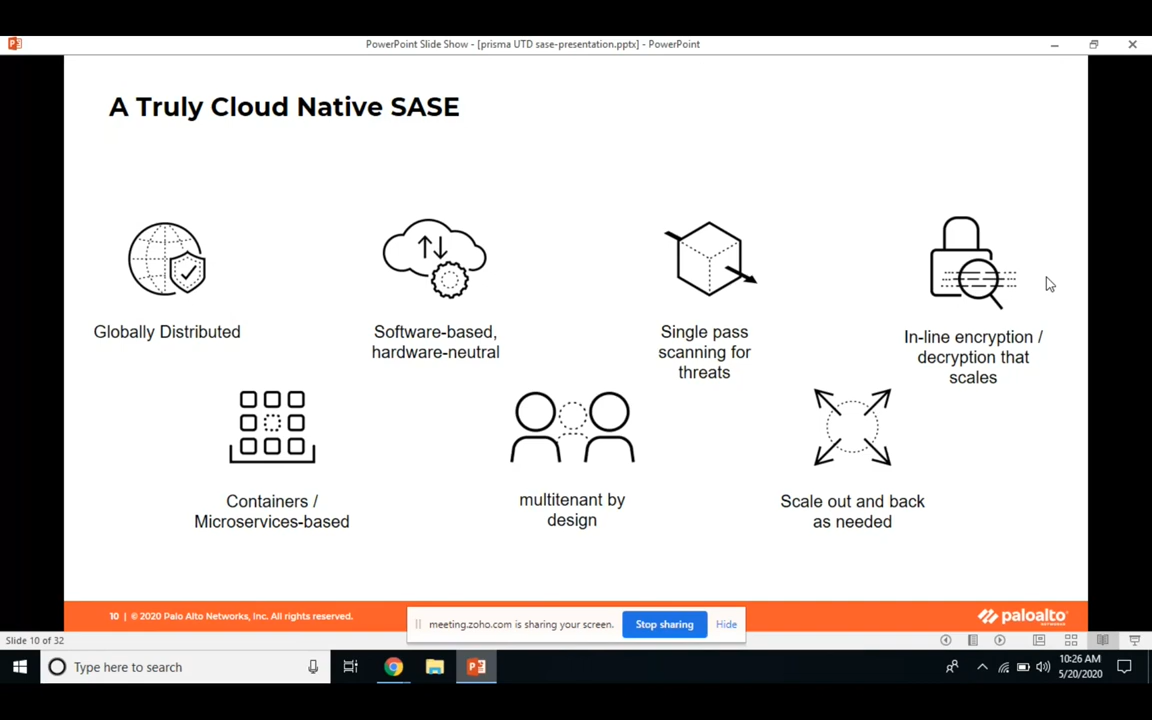 PowerPoint Slide Show - [prisma UTD sase-presentation.pptx] - PowerPoint
A Truly Cloud Native SASE
Globally Distributed
Software-based,
hardware-neutral
Single pass
scanning for
threats
In-line encryption /
decryption that
scales
Containers /
Microservices-based
multitenant by
design
Scale out and back
as needed
10 | © 2020 Palo Alto Networks, Inc. All rights reserved.
meeting.zoho.com is sharing your screen. Stop sharing Hide
paloalto
NETWORKS
Slide 10 of 32
Type here to search
10:26 AM
5/20/2020